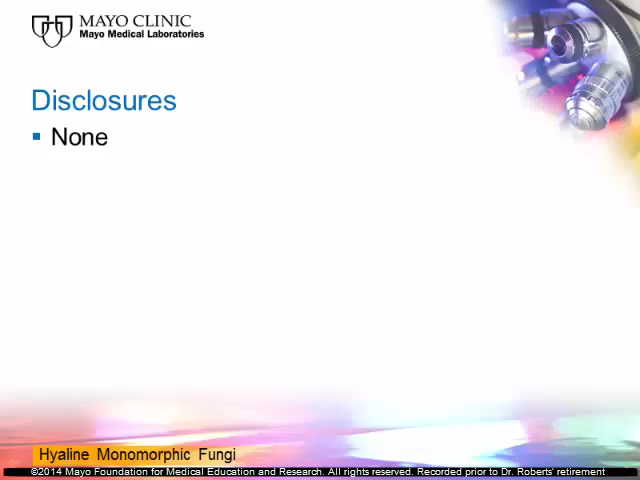 MAYO CLINIC
Mayo Medical Laboratories
Disclosures
▪ None
Hyaline Monomorphic Fungi
©2014 Mayo Foundation for Medical Education and Research. All rights reserved. Recorded prior to Dr. Roberts' retirement